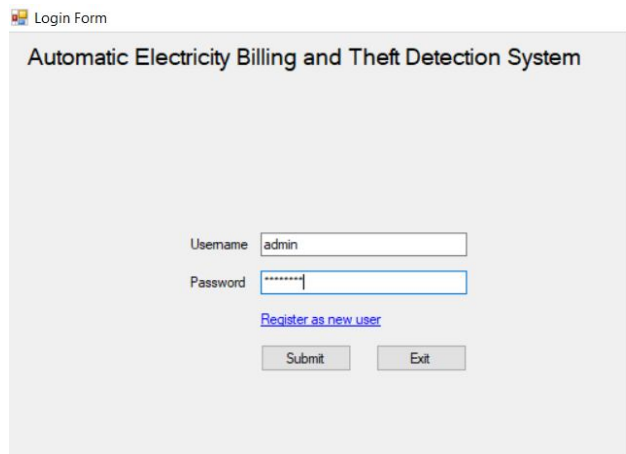 Login Form
Automatic Electricity Billing and Theft Detection System
Username admin
Password ********
Register as new user
Submit Exit